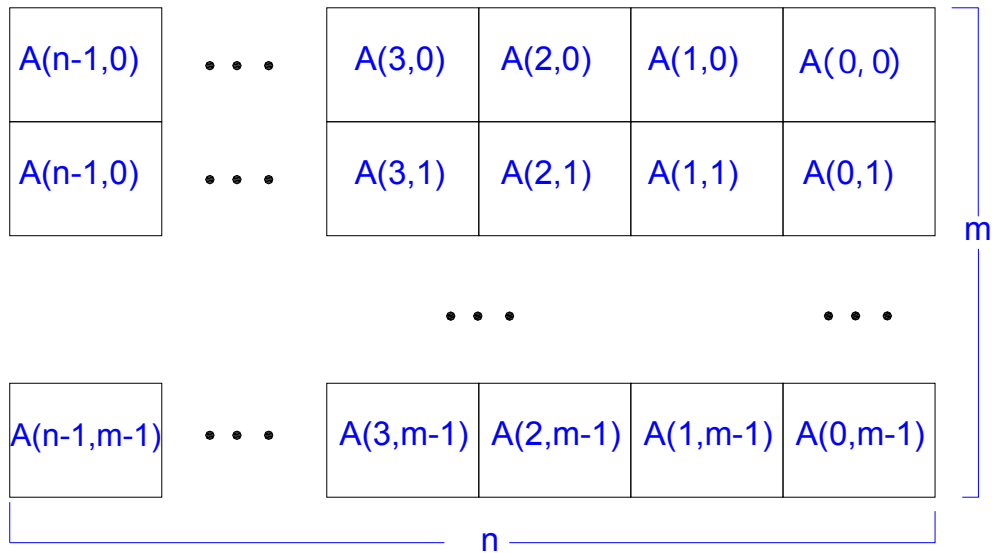 A(n-1,0) • • • A(3,0) A(2,0) A(1,0) A(0,0)
A(n-1,0) • • • A(3,1) A(2,1) A(1,1) A(0,1)
m
• • • • • •
A(n-1,m-1) • • • A(3,m-1) A(2,m-1) A(1,m-1) A(0,m-1)
n